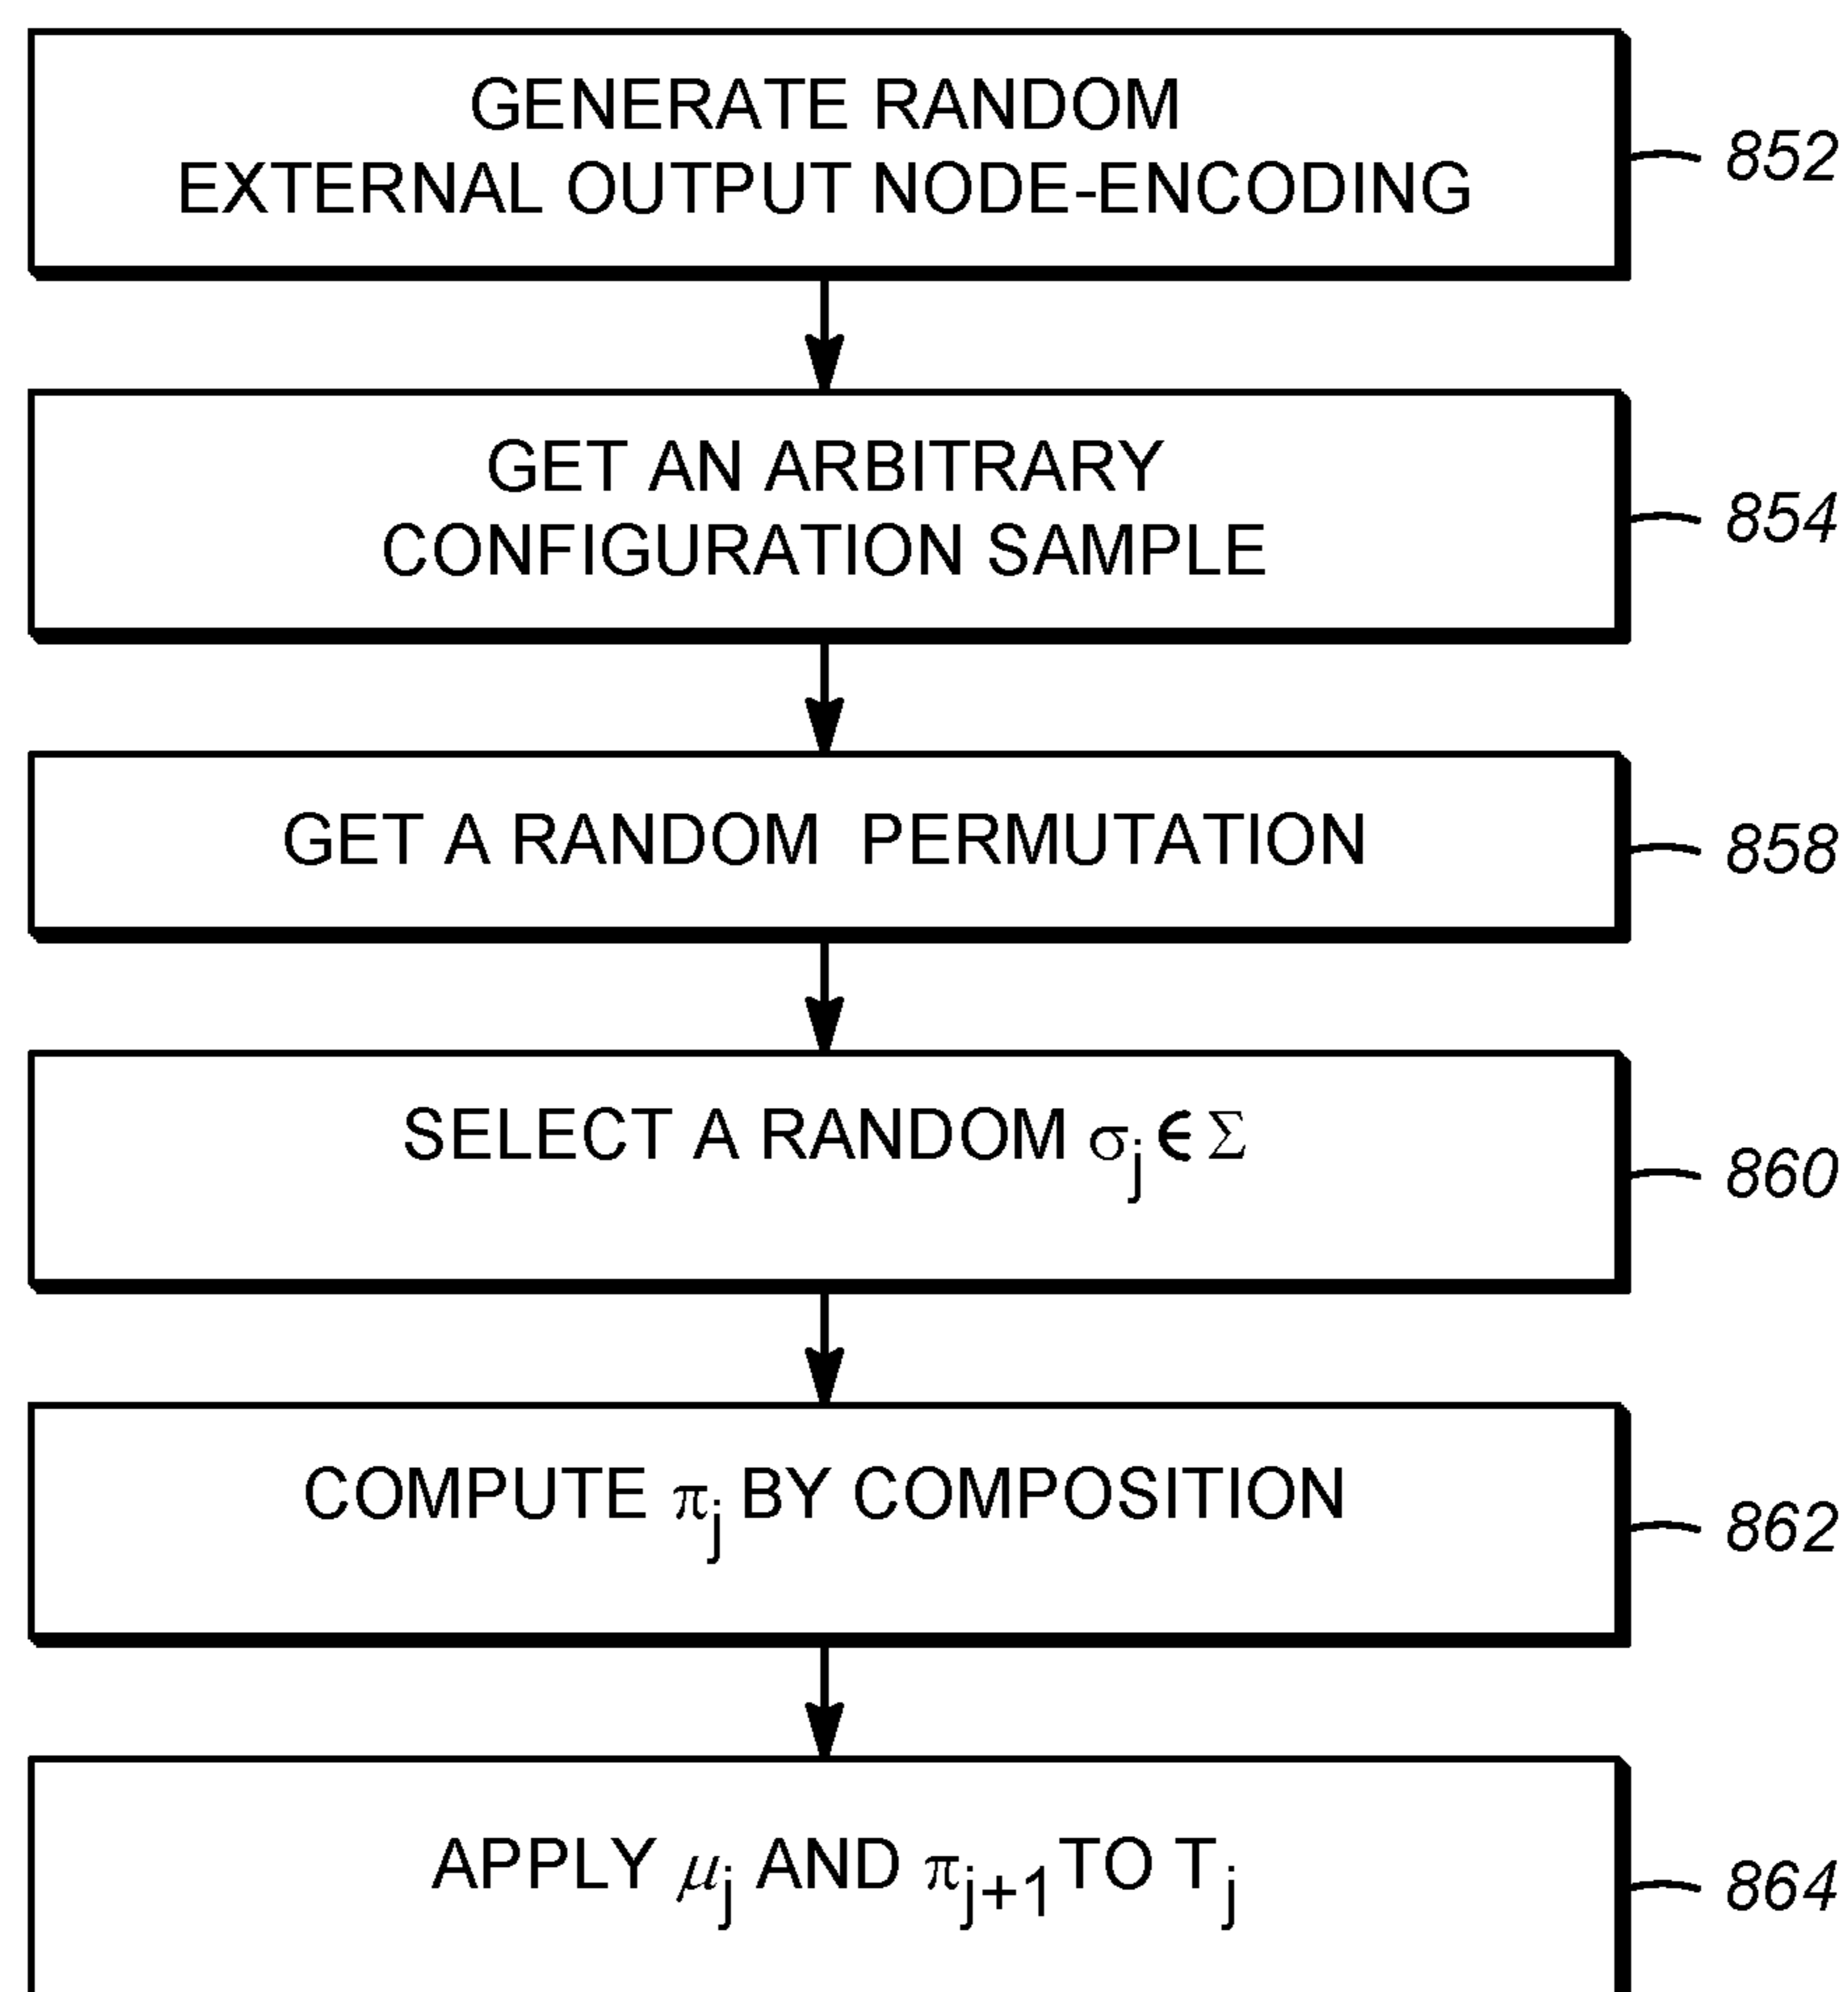 GENERATE RANDOM
EXTERNAL OUTPUT NODE-ENCODING
852
GET AN ARBITRARY
CONFIGURATION SAMPLE
854
GET A RANDOM PERMUTATION
858
SELECT A RANDOM σj ϵ Σ
860
COMPUTE πj BY COMPOSITION
862
APPLY μj AND πj+1 TO Tj
864